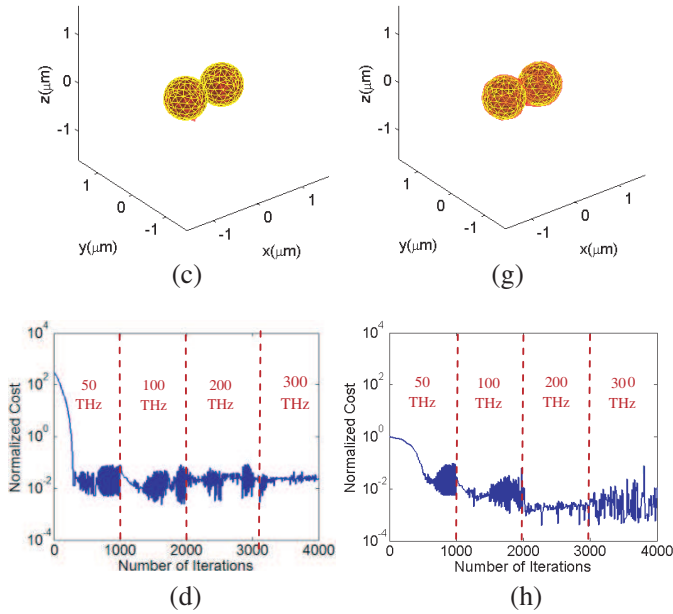 1
0
-1
z(μm)
1
0
-1
y(μm)
-1
0
1
x(μm)
(c)
1
0
-1
z(μm)
1
0
-1
y(μm)
-1
0
1
x(μm)
(g)
10^4
10^2
10^0
10^-2
10^-4
Normalized Cost
50
THz
100
THz
200
THz
300
THz
0 1000 2000 3000 4000
Number of Iterations
(d)
10^4
10^2
10^0
10^-2
10^-4
Normalized Cost
50
THz
100
THz
200
THz
300
THz
0 1000 2000 3000 4000
Number of Iterations
(h)